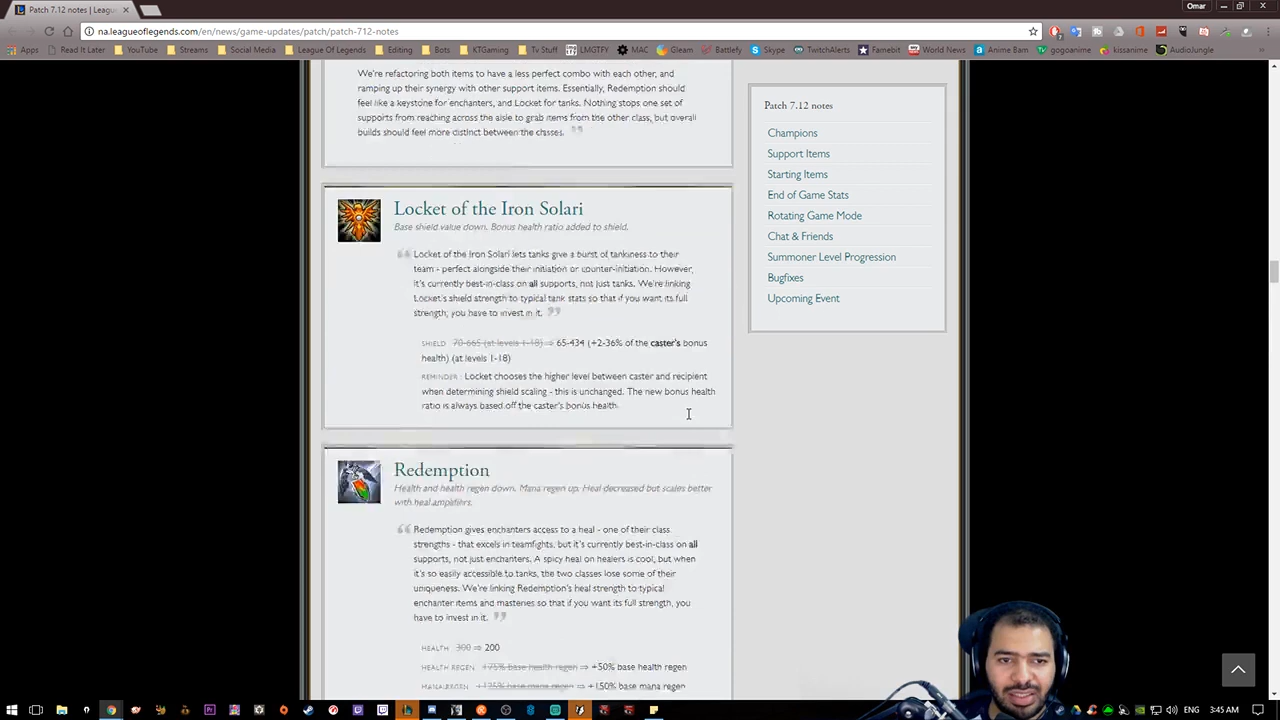 Patch 7.12 notes | Leagu
Omar
na.leagueoflegends.com/en/news/game-updates/patch/patch-712-notes
Apps Read It Later YouTube Streams Social Media League Of Legends Editing Bots KTGaming Tv Stuff LMGTFY MAC Gleam Battlefy Skype TwitchAlerts Famebit World News Anime Bam gogoanime kissanime AudioJungle
We're refactoring both items to have a less perfect combo with each other, and
ramping up their synergy with other support items. Essentially, Redemption should
feel like a keystone for enchanters, and Locket for tanks. Nothing stops one set of
supports from reaching across the aisle to grab items from the other class, but overall
builds should feel more distinct between the classes.
Patch 7.12 notes
Champions
Support Items
Starting Items
End of Game Stats
Rotating Game Mode
Chat & Friends
Summoner Level Progression
Bugfixes
Upcoming Event
Locket of the Iron Solari
Base shield value down. Bonus health ratio added to shield.
Locket of the Iron Solari lets tanks give a burst of tankiness to their
team - perfect alongside their initiation or counter-initiation. However,
it's currently best-in-class on all supports, not just tanks. We're linking
Locket's shield strength to typical tank stats so that if you want its full
strength, you have to invest in it.
SHIELD 70-665 (at levels 1-18) ⇒ 65-434 (+2-36% of the caster's bonus
health) (at levels 1-18)
REMINDER Locket chooses the higher level between caster and recipient
when determining shield scaling - this is unchanged. The new bonus health
ratio is always based off the caster's bonus health.
Redemption
Health and health regen down. Mana regen up. Heal decreased but scales better
with heal amplifiers.
Redemption gives enchanters access to a heal - one of their class
strengths - that excels in teamfights, but it's currently best-in-class on all
supports, not just enchanters. A spicy heal on healers is cool, but when
it's so easily accessible to tanks, the two classes lose some of their
uniqueness. We're linking Redemption's heal strength to typical
enchanter items and masteries so that if you want its full strength, you
have to invest in it.
HEALTH 300 ⇒ 200
HEALTH REGEN +75% base health regen ⇒ +50% base health regen
MANA REGEN +125% base mana regen ⇒ +150% base mana regen
ENG 3:45 AM